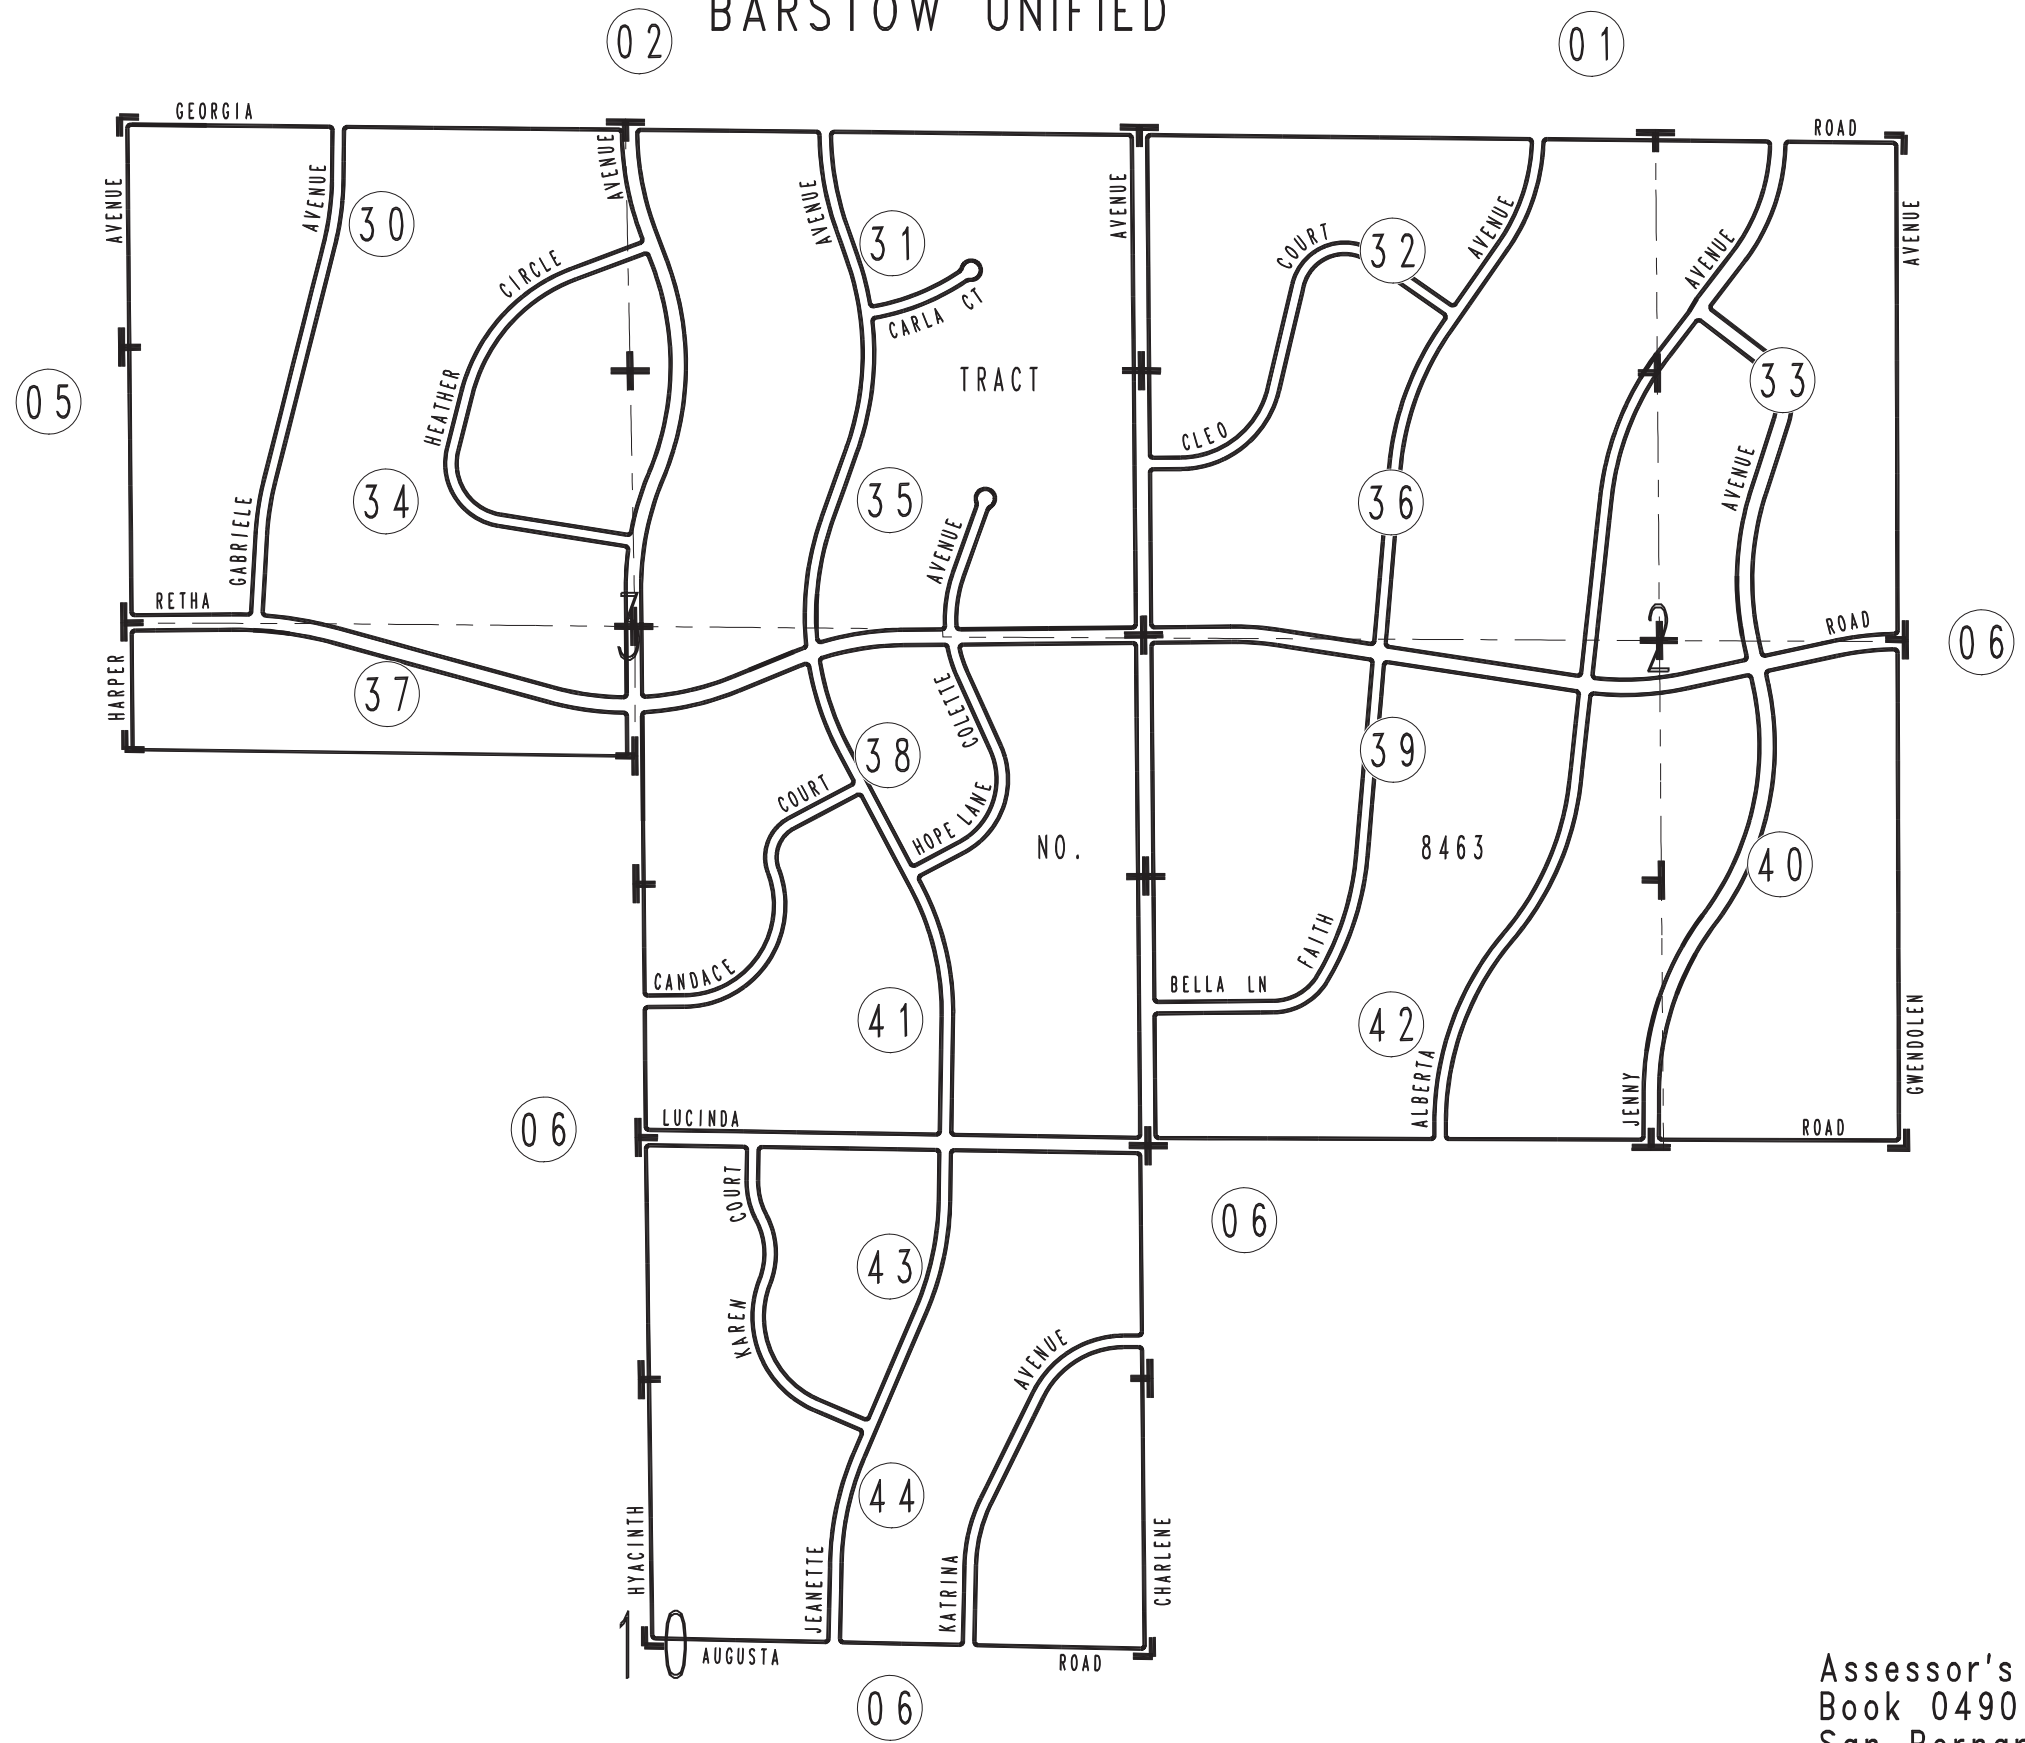 BARSTOW UNIFIED
02
01
GEORGIA
ROAD
AVENUE
AVENUE
AVENUE
AVENUE
AVENUE
AVENUE
AVENUE
AVENUE
30
31
32
COURT
CIRCLE
CARLA CT
TRACT
33
05
HEATHER
CLEO
34
35
36
AVENUE
GABRIELE
AVENUE
RETHA
3
2
ROAD
06
HARPER
37
COLETTE
38
39
COURT
HOPE LANE
NO.
8463
40
CANDACE
FAITH
BELLA LN
41
42
GWENDOLEN
ALBERTA
JENNY
LUCINDA
ROAD
06
COURT
06
43
KAREN
AVENUE
44
HYACINTH
JEANETTE
KATRINA
CHARLENE
10
AUGUSTA
ROAD
06
Assessor's
Book 0490